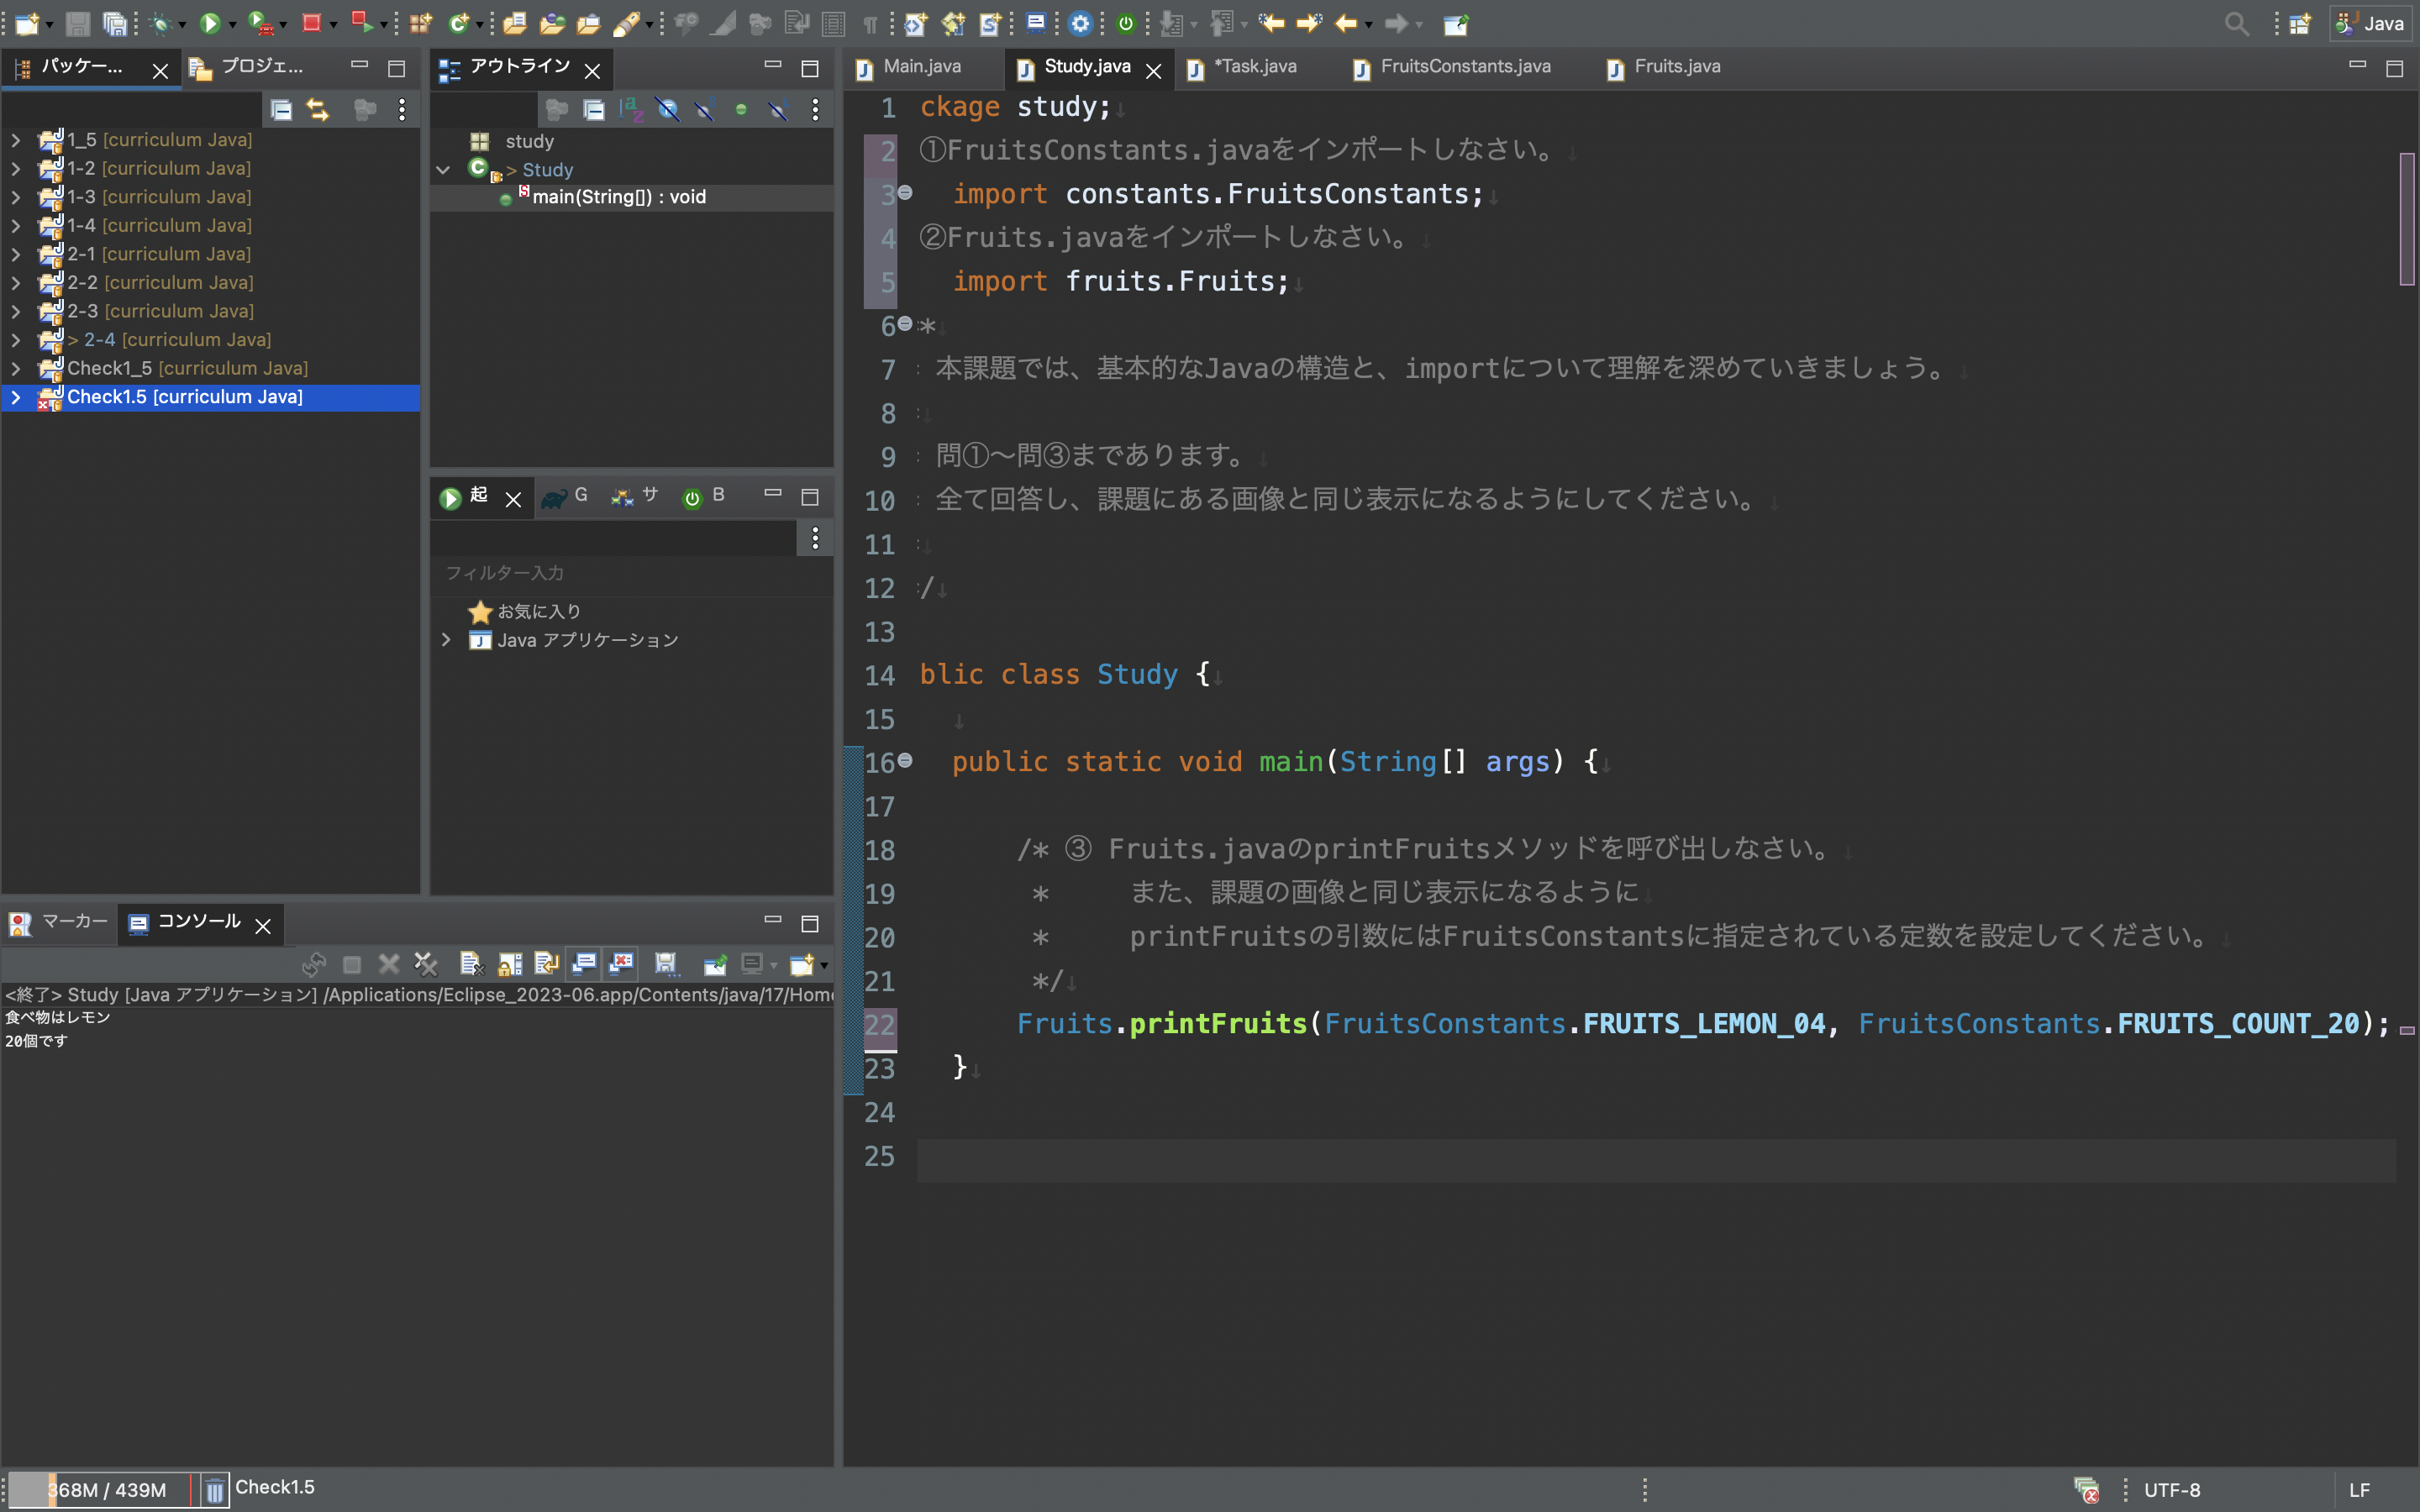 Java
パッケー...
プロジェ...
1_5 [curriculum Java]
1-2 [curriculum Java]
1-3 [curriculum Java]
1-4 [curriculum Java]
2-1 [curriculum Java]
2-2 [curriculum Java]
2-3 [curriculum Java]
> 2-4 [curriculum Java]
Check1_5 [curriculum Java]
Check1.5 [curriculum Java]
アウトライン
study
> Study
main(String[]) : void
起
G
サ
B
フィルター入力
お気に入り
Java アプリケーション
マーカー
コンソール
<終了> Study [Java アプリケーション] /Applications/Eclipse_2023-06.app/Contents/java/17/Home
食べ物はレモン
20個です
Main.java
Study.java
*Task.java
FruitsConstants.java
Fruits.java
1 ckage study;
2 ①FruitsConstants.javaをインポートしなさい。
3 import constants.FruitsConstants;
4 ②Fruits.javaをインポートしなさい。
5 import fruits.Fruits;
6 *
7 本課題では、基本的なJavaの構造と、importについて理解を深めていきましょう。
8
9 問①〜問③まであります。
10 全て回答し、課題にある画像と同じ表示になるようにしてください。
11
12 /
13
14 blic class Study {
15
16 public static void main(String[] args) {
17
18 /* ③ Fruits.javaのprintFruitsメソッドを呼び出しなさい。
19 * また、課題の画像と同じ表示になるように
20 * printFruitsの引数にはFruitsConstantsに指定されている定数を設定してください。
21 */
22 Fruits.printFruits(FruitsConstants.FRUITS_LEMON_04, FruitsConstants.FRUITS_COUNT_20);
23 }
24
25
368M / 439M
Check1.5
UTF-8
LF